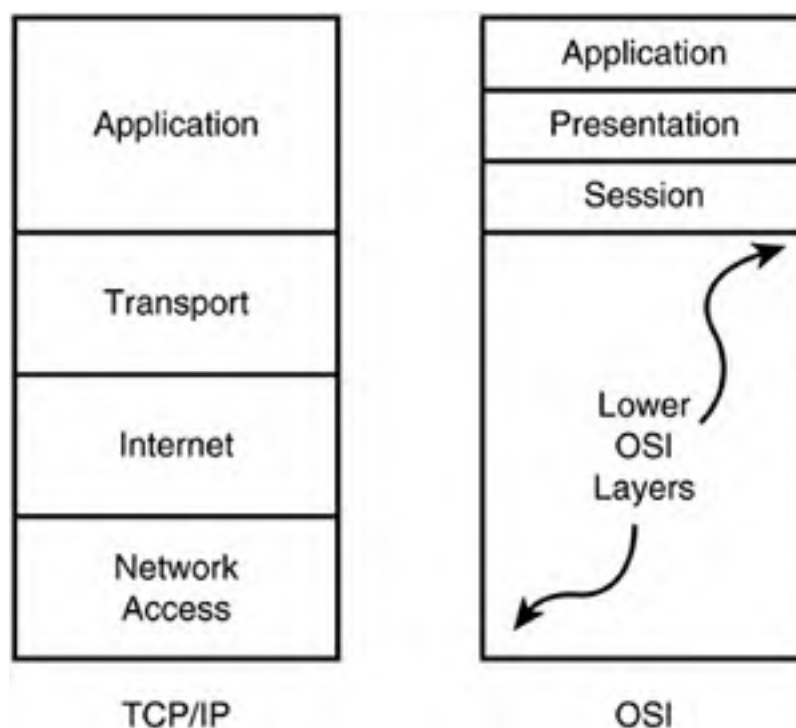 Application
Transport
Internet
Network
Access
TCP/IP
Application
Presentation
Session
Lower
OSI
Layers
OSI